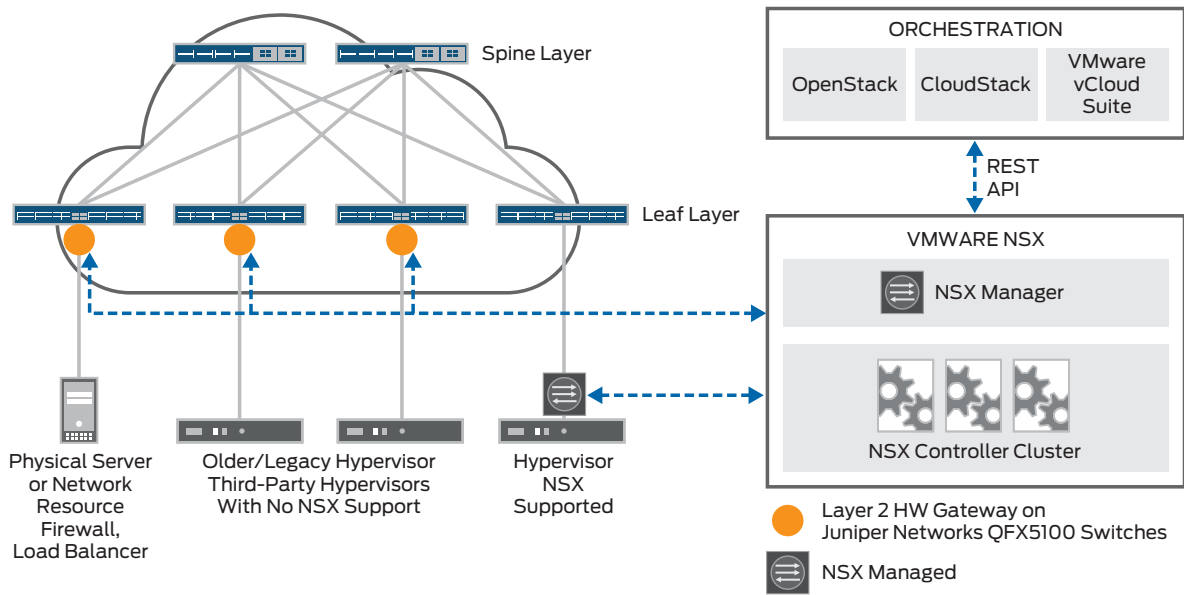 Spine Layer
Leaf Layer
Physical Server
or Network
Resource
Firewall,
Load Balancer
Older/Legacy Hypervisor
Third-Party Hypervisors
With No NSX Support
Hypervisor
NSX
Supported
ORCHESTRATION
OpenStack
CloudStack
VMware
vCloud
Suite
REST
API
VMWARE NSX
NSX Manager
NSX Controller Cluster
Layer 2 HW Gateway on
Juniper Networks QFX5100 Switches
NSX Managed